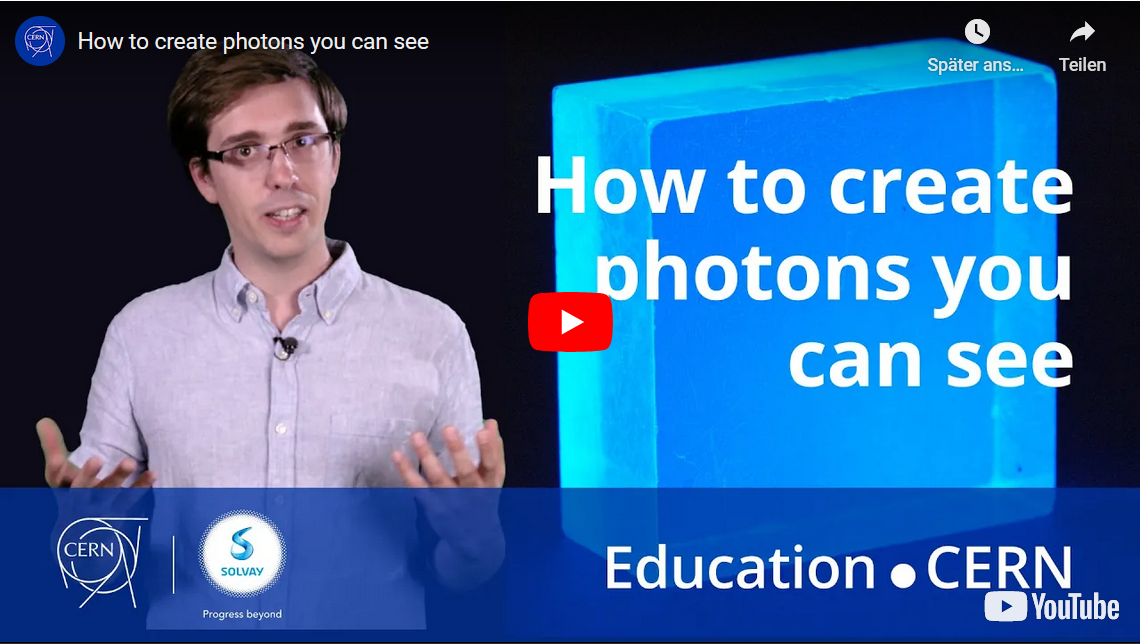 CERN
How to create photons you can see
Später ans...
Teilen
How to create
photons you
can see
CERN
SOLVAY
Progress beyond
Education • CERN
YouTube